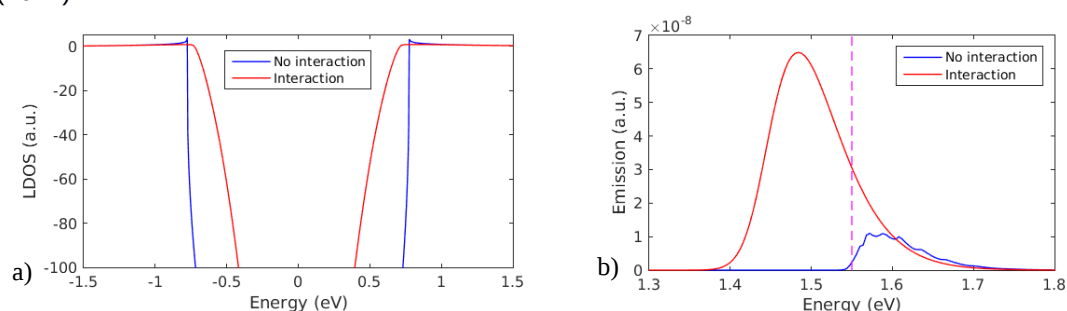 No interaction
Interaction
LDOS (a.u.)
0
-20
-40
-60
-80
-100
-1.5
-1
-0.5
0
0.5
1
1.5
Energy (eV)
a)
×10⁻⁸
No interaction
Interaction
Emission (a.u.)
7
6
5
4
3
2
1
0
1.3
1.4
1.5
1.6
1.7
1.8
Energy (eV)
b)